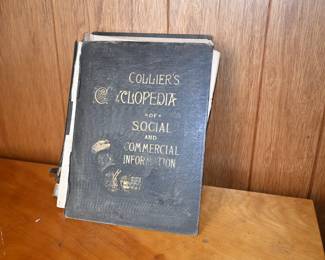 COLLIER'S
CYCLOPEDIA
OF
SOCIAL
AND
COMMERCIAL
INFORMATION